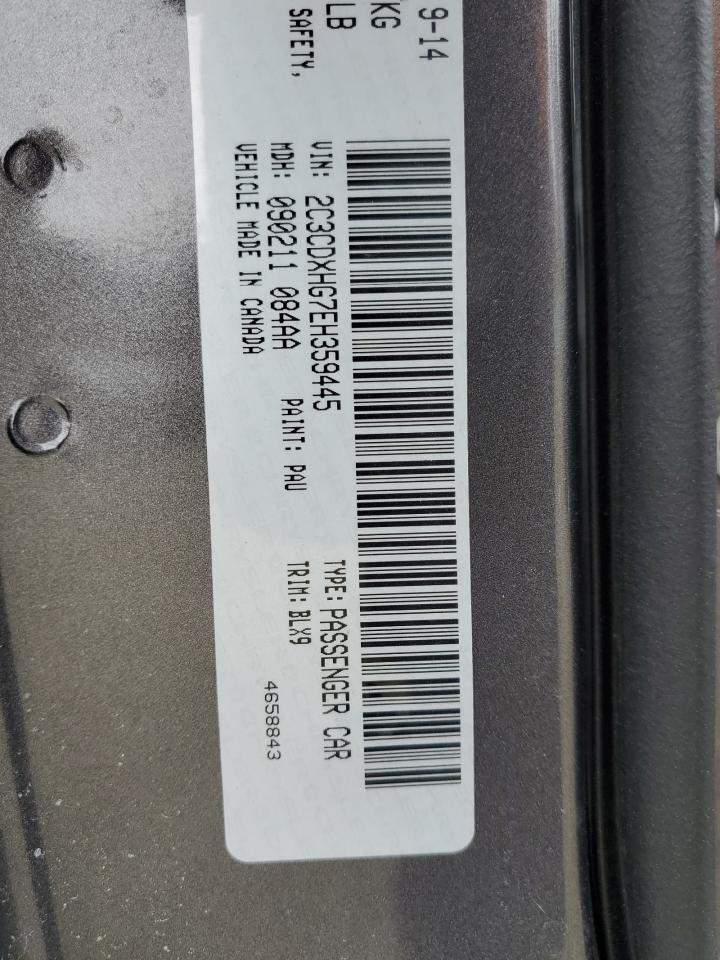 9-14
KG
LB
SAFETY,
VIN: 2C3CDXHG7EH359445 TYPE: PASSENGER CAR
MDH: 090211 084AA PAINT: PAU TRIM: BLX9
VEHICLE MADE IN CANADA 4658843